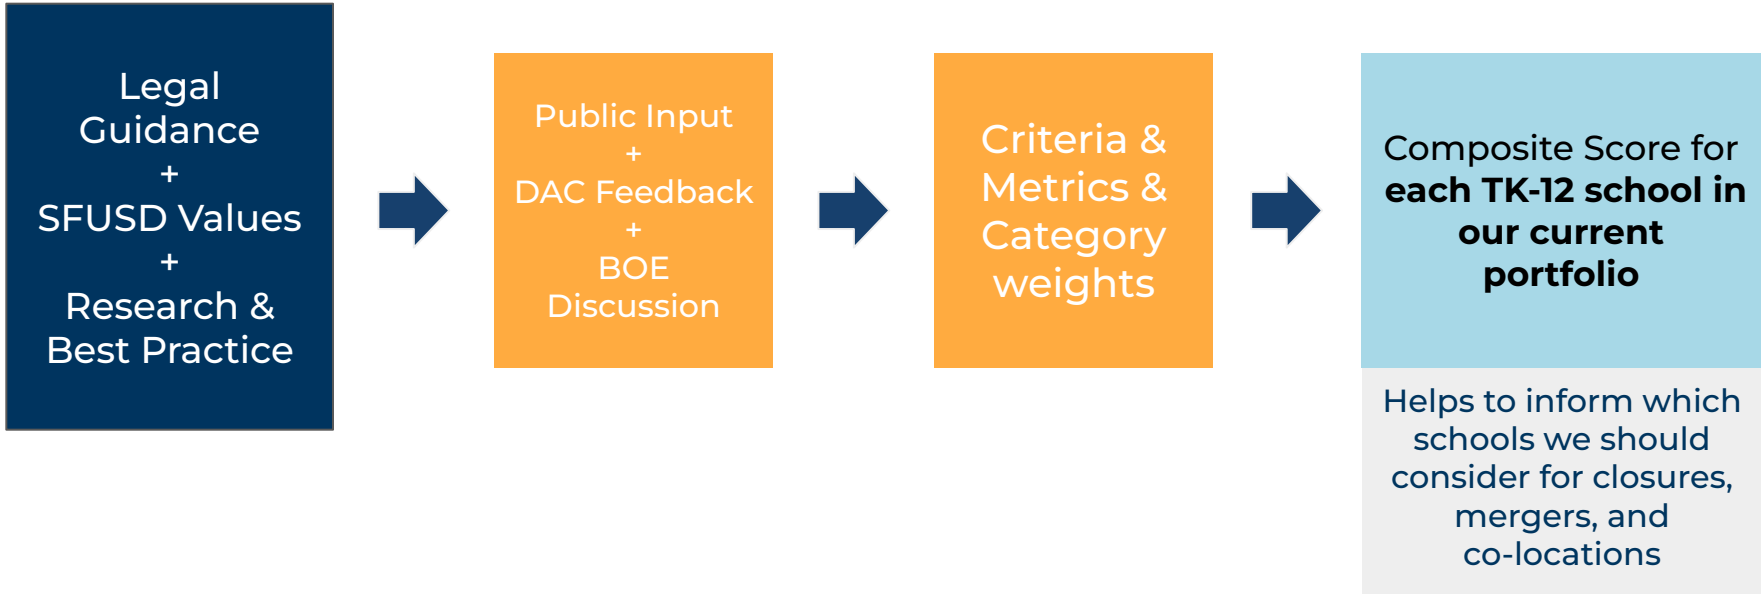 Legal
Guidance
+
SFUSD Values
+
Research &
Best Practice
Public Input
+
DAC Feedback
+
BOE
Discussion
Criteria &
Metrics &
Category
weights
Composite Score for
each TK-12 school in
our current
portfolio
Helps to inform which
schools we should
consider for closures,
mergers, and
co-locations